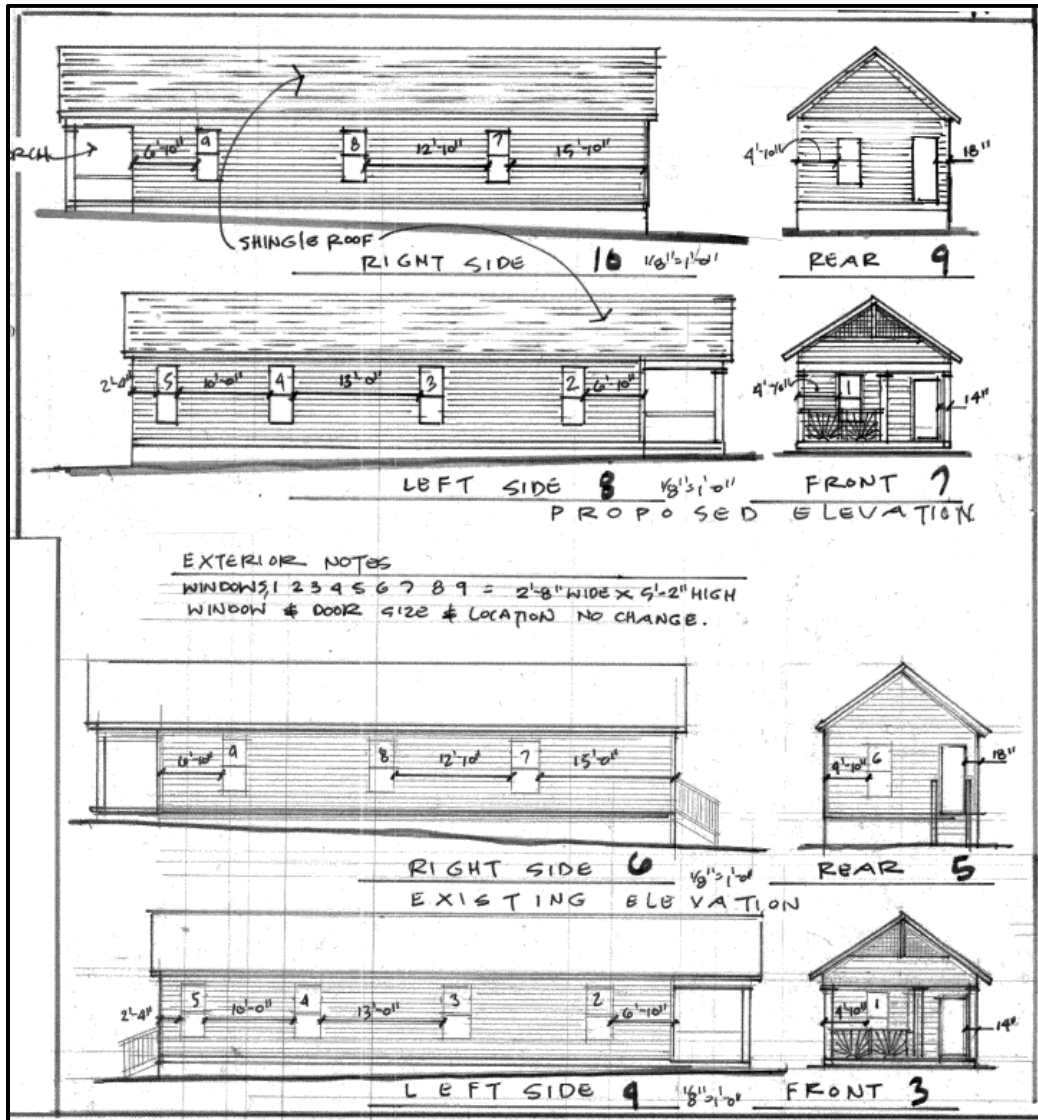 6'-10" 9 8 12'-10" 7 15'-0"
4'-10" 18"
SHINGLE ROOF
RIGHT SIDE 10 1/8"=1'-0" REAR 9
2'-4" 5 10'-0" 4 13'-0" 3 2 6'-10"
4'-10" 1 14"
LEFT SIDE 8 1/8"=1'-0" FRONT 7
PROPOSED ELEVATION
EXTERIOR NOTES
WINDOWS, 1 2 3 4 5 6 7 8 9 = 2'-8" WIDE X 5'-2" HIGH
WINDOW & DOOR SIZE & LOCATION NO CHANGE.
6'-10" 9 8 12'-10" 7 15'-0"
4'-10" 6 18"
RIGHT SIDE 6 1/8"=1'-0" REAR 5
EXISTING ELEVATION
2'-4" 5 10'-0" 4 13'-0" 3 2 6'-10"
4'-10" 1 14"
LEFT SIDE 4 1/8"=1'-0" FRONT 3